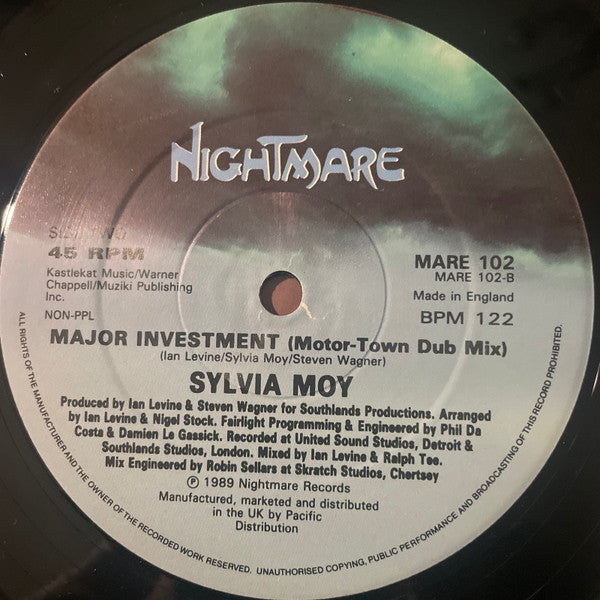 NIGHTMARE
SIDE TWO
45 RPM
Kastlekat Music/Warner
Chappell/Muziki Publishing
Inc.
NON-PPL
MARE 102
MARE 102-B
Made in England
BPM 122
MAJOR INVESTMENT (Motor-Town Dub Mix)
(Ian Levine/Sylvia Moy/Steven Wagner)
SYLVIA MOY
Produced by Ian Levine & Steven Wagner for Southlands Productions. Arranged
by Ian Levine & Nigel Stock. Fairlight Programming & Engineered by Phil Da
Costa & Damien Le Gassick. Recorded at United Sound Studios, Detroit &
Southlands Studios, London. Mixed by Ian Levine & Ralph Tee.
Mix Engineered by Robin Sellars at Skratch Studios, Chertsey
Ⓟ 1989 Nightmare Records
Manufactured, marketed and distributed
in the UK by Pacific
Distribution
ALL RIGHTS OF THE MANUFACTURER AND THE OWNER OF THE RECORDED WORK RESERVED. UNAUTHORISED COPYING, PUBLIC PERFORMANCE AND BROADCASTING OF THIS RECORD PROHIBITED.